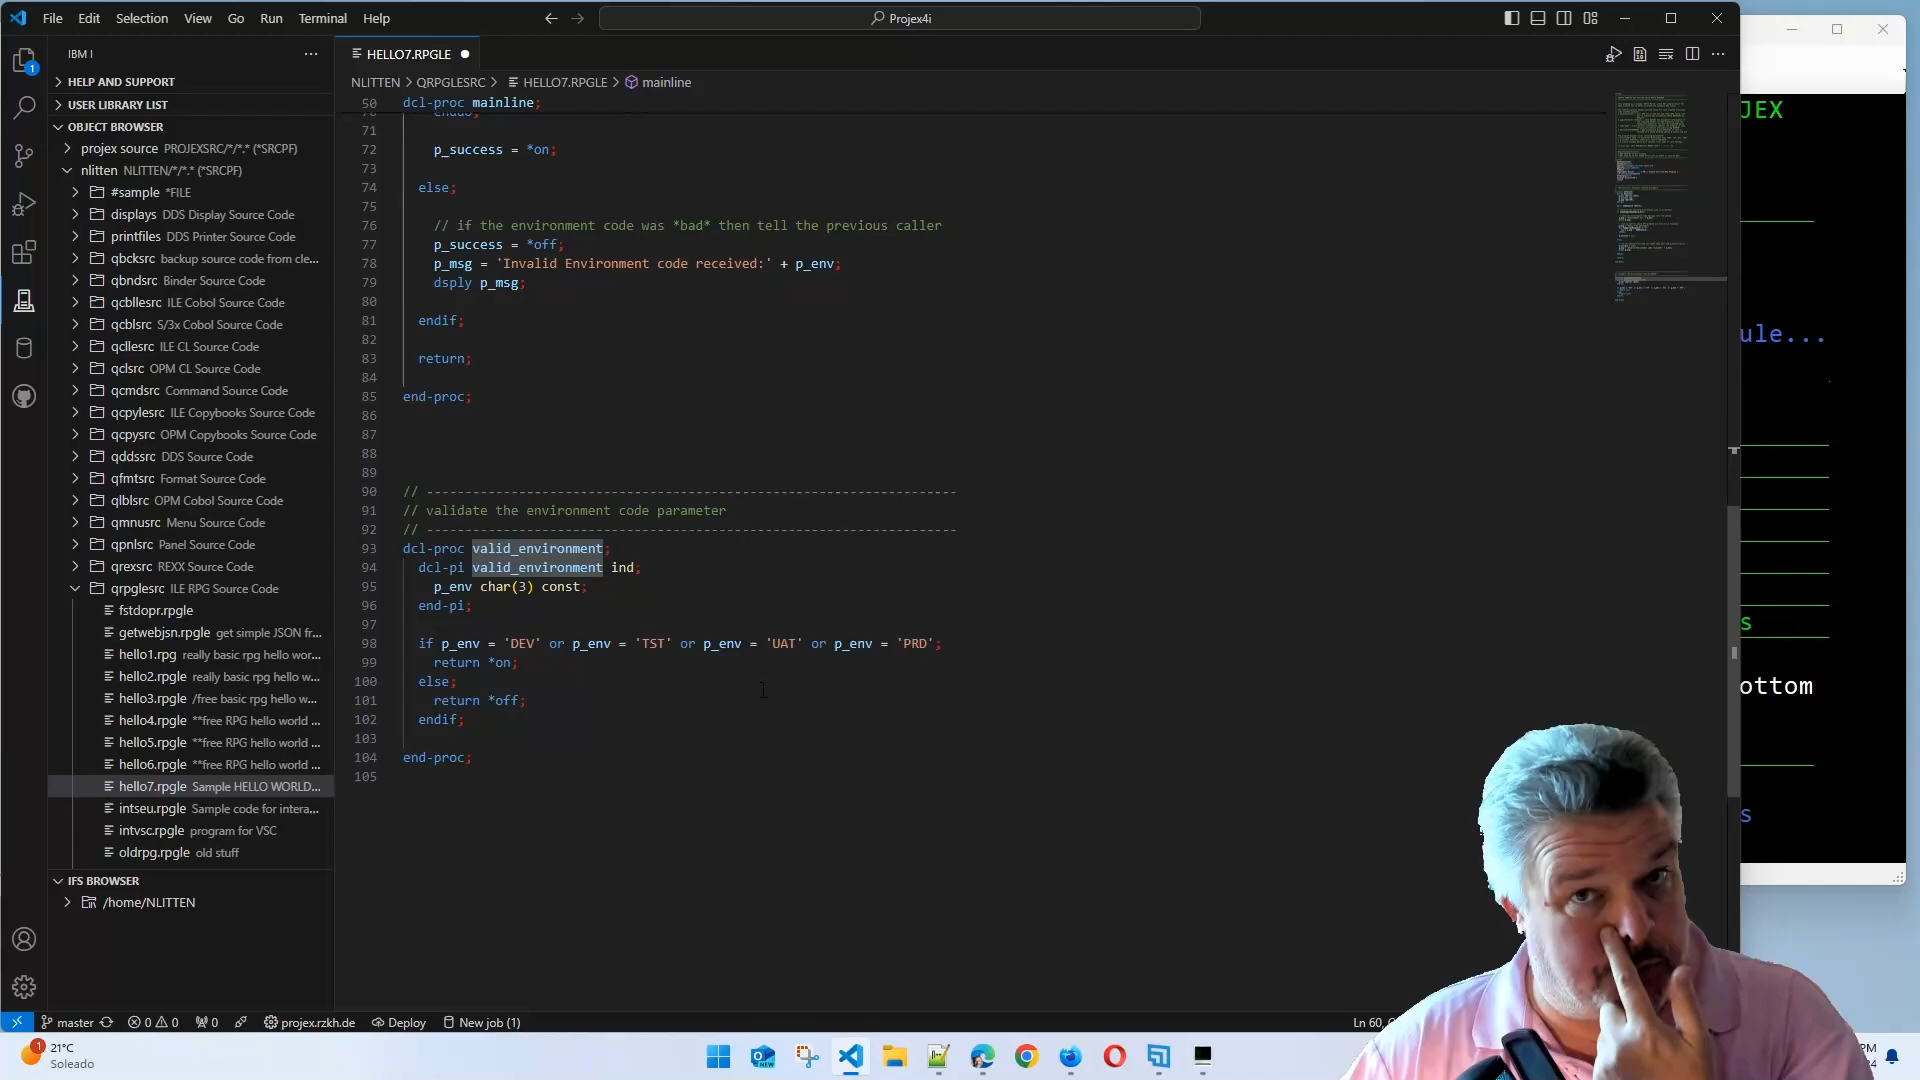 File Edit Selection View Go Run Terminal Help
Projex4i
IBM I
HELP AND SUPPORT
USER LIBRARY LIST
OBJECT BROWSER
projex source PROJEXSRC/*/*.* (*SRCPF)
nlitten NLITTEN/*/*.* (*SRCPF)
#sample *FILE
displays DDS Display Source Code
printfiles DDS Printer Source Code
qbcksrc backup source code from cle...
qbndsrc Binder Source Code
qcbllesrc ILE Cobol Source Code
qcblsrc S/3x Cobol Source Code
qcllesrc ILE CL Source Code
qclsrc OPM CL Source Code
qcmdsrc Command Source Code
qcpylesrc ILE Copybooks Source Code
qcpysrc OPM Copybooks Source Code
qddssrc DDS Source Code
qfmtsrc Format Source Code
qlblsrc OPM Cobol Source Code
qmnusrc Menu Source Code
qpnlsrc Panel Source Code
qrexsrc REXX Source Code
qrpglesrc ILE RPG Source Code
fstdopr.rpgle
getwebjsn.rpgle get simple JSON fr...
hello1.rpg really basic rpg hello wor...
hello2.rpgle really basic rpg hello wor...
hello3.rpgle /free basic rpg hello w...
hello4.rpgle **free RPG hello world ...
hello5.rpgle **free RPG hello world ...
hello6.rpgle **free RPG hello world ...
hello7.rpgle Sample HELLO WORLD...
intseu.rpgle Sample code for intera...
intvsc.rpgle program for VSC
oldrpg.rpgle old stuff
IFS BROWSER
/home/NLITTEN
HELLO7.RPGLE
NLITTEN > QRPGLESRC > HELLO7.RPGLE > mainline
50 dcl-proc mainline;
70 enddo;
71
72 p_success = *on;
73
74 else;
75
76 // if the environment code was *bad* then tell the previous caller
77 p_success = *off;
78 p_msg = 'Invalid Environment code received:' + p_env;
79 dsply p_msg;
80
81 endif;
82
83 return;
84
85 end-proc;
86
87
88
89
90 // ---------------------------------------------------------------------
91 // validate the environment code parameter
92 // ---------------------------------------------------------------------
93 dcl-proc valid_environment;
94 dcl-pi valid_environment ind;
95 p_env char(3) const;
96 end-pi;
97
98 if p_env = 'DEV' or p_env = 'TST' or p_env = 'UAT' or p_env = 'PRD';
99 return *on;
100 else;
101 return *off;
102 endif;
103
104 end-proc;
105
JEX
ule...
s
ottom
s
master 0 0 0 projex.rzkh.de Deploy New job (1)
Ln 60,
1
21°C
Soleado
NEW
PM
24